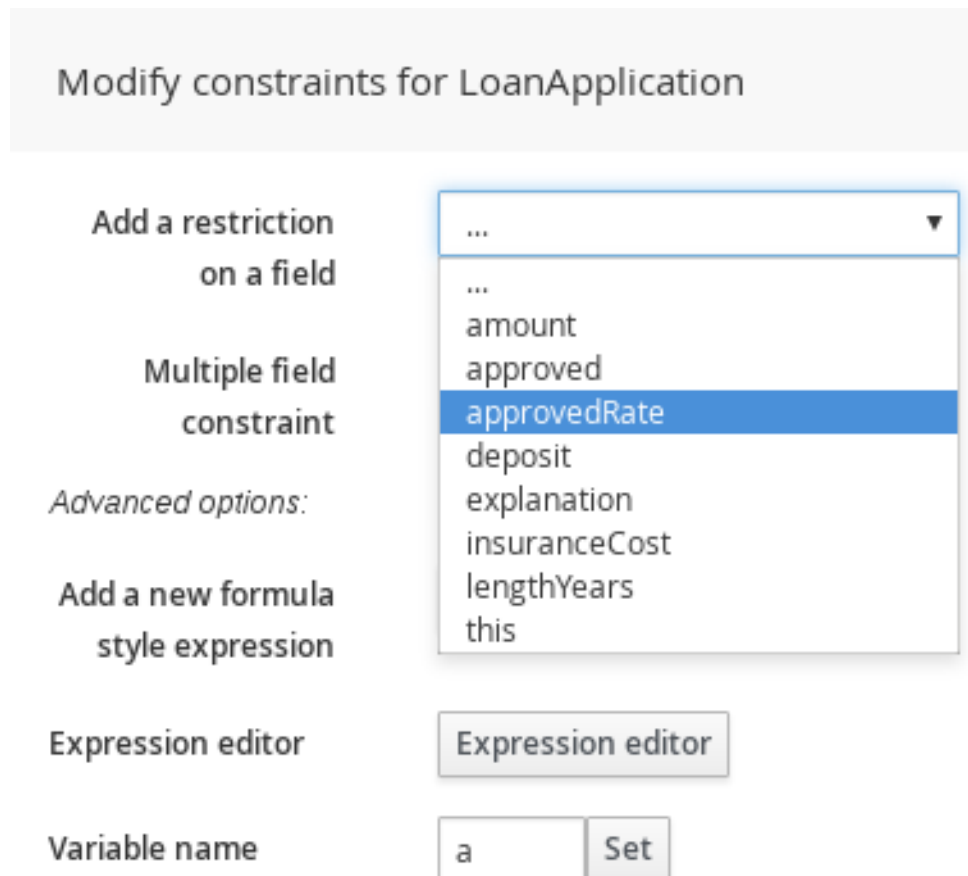 Modify constraints for LoanApplication
Add a restriction
on a field
...
...
amount
approved
approvedRate
deposit
explanation
insuranceCost
lengthYears
this
Multiple field
constraint
Advanced options:
Add a new formula
style expression
Expression editor
Expression editor
Variable name
a
Set